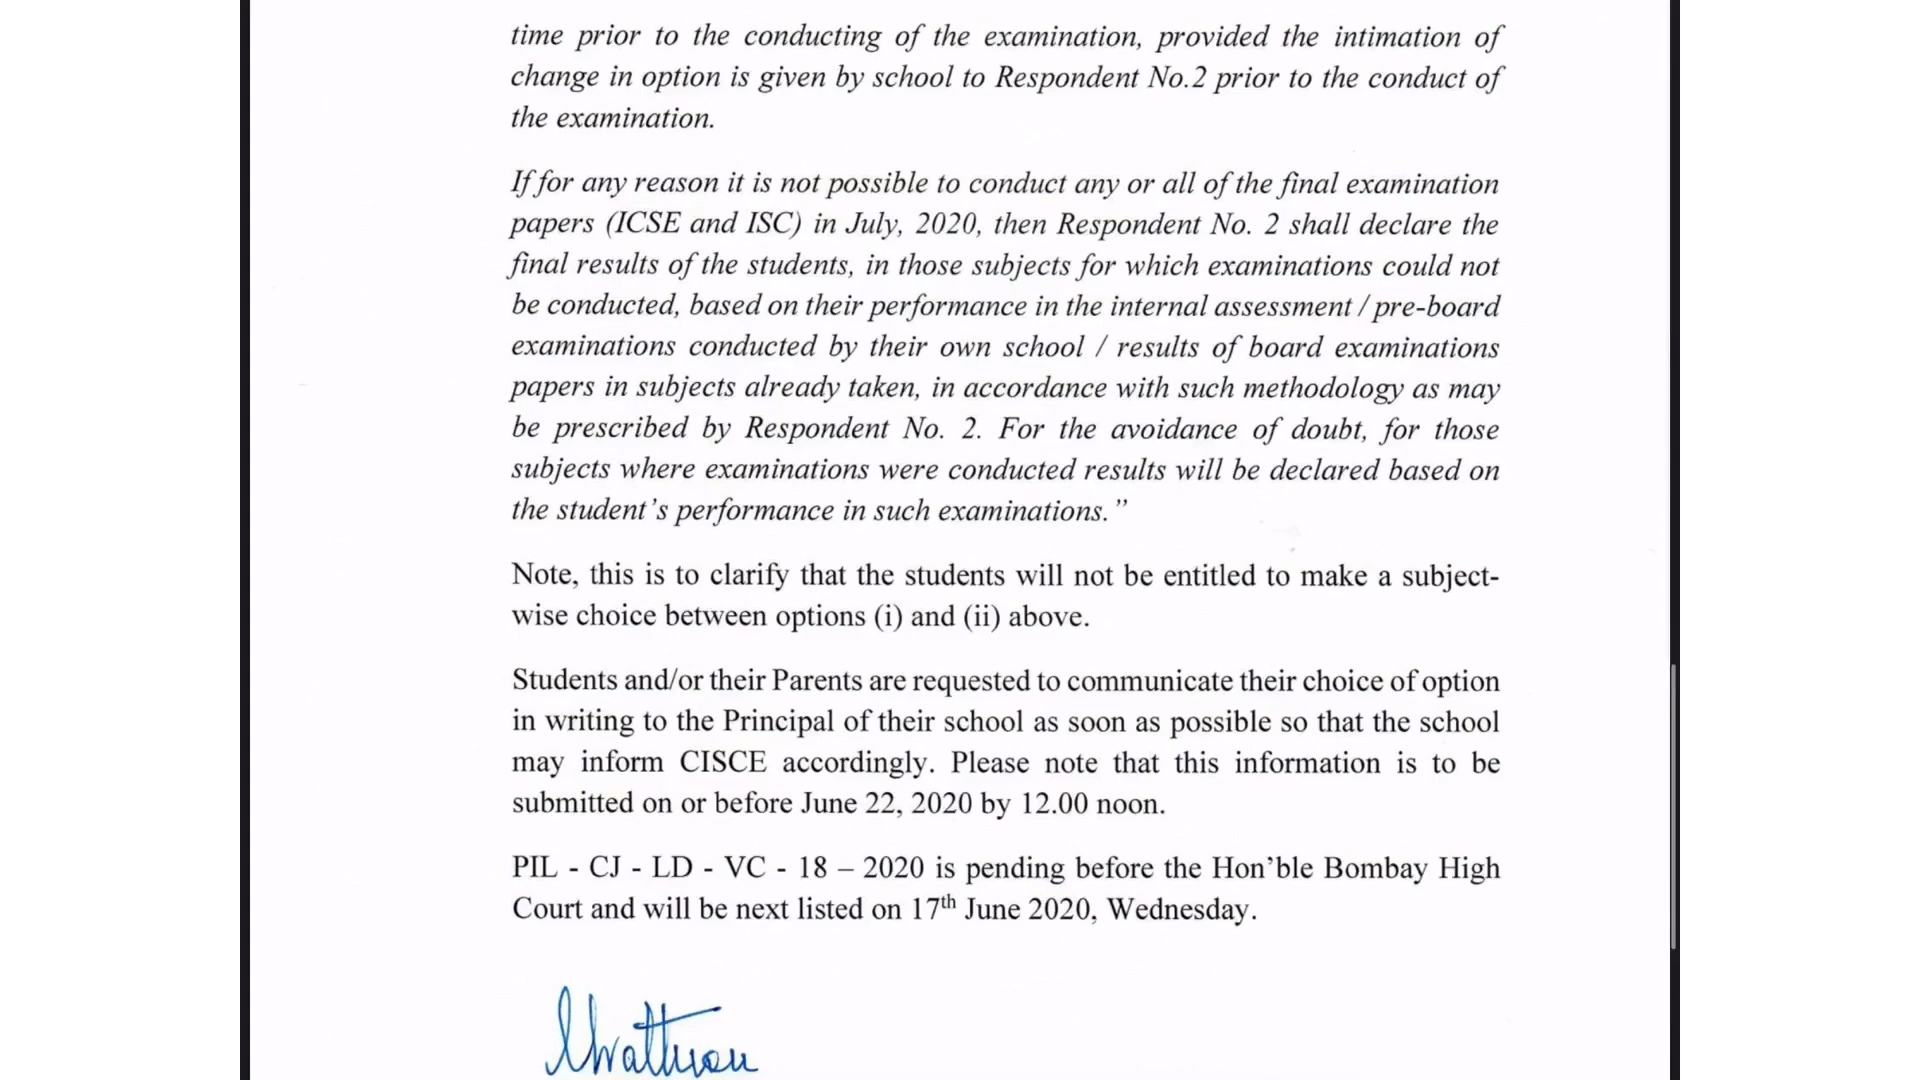 time prior to the conducting of the examination, provided the intimation of
change in option is given by school to Respondent No.2 prior to the conduct of
the examination.
If for any reason it is not possible to conduct any or all of the final examination
papers (ICSE and ISC) in July, 2020, then Respondent No. 2 shall declare the
final results of the students, in those subjects for which examinations could not
be conducted, based on their performance in the internal assessment / pre-board
examinations conducted by their own school / results of board examinations
papers in subjects already taken, in accordance with such methodology as may
be prescribed by Respondent No. 2. For the avoidance of doubt, for those
subjects where examinations were conducted results will be declared based on
the student’s performance in such examinations.”
Note, this is to clarify that the students will not be entitled to make a subject-
wise choice between options (i) and (ii) above.
Students and/or their Parents are requested to communicate their choice of option
in writing to the Principal of their school as soon as possible so that the school
may inform CISCE accordingly. Please note that this information is to be
submitted on or before June 22, 2020 by 12.00 noon.
PIL - CJ - LD - VC - 18 – 2020 is pending before the Hon’ble Bombay High
Court and will be next listed on 17th June 2020, Wednesday.